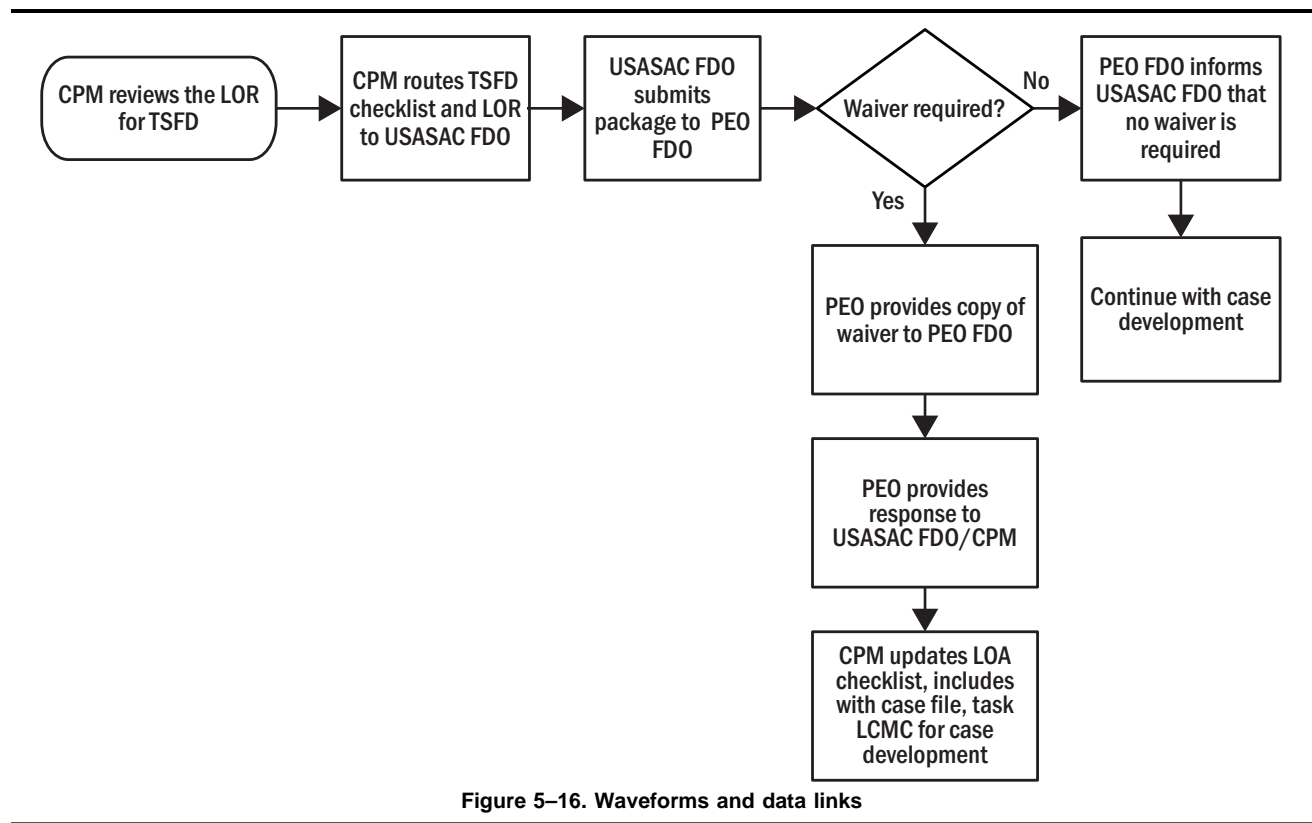 CPM reviews the LOR
for TSFD
CPM routes TSFD
checklist and LOR
to USASAC FDO
USASAC FDO
submits
package to PEO
FDO
Waiver required?
No
PEO FDO informs
USASAC FDO that
no waiver is
required
Yes
Continue with case
development
PEO provides copy of
waiver to PEO FDO
PEO provides
response to
USASAC FDO/CPM
CPM updates LOA
checklist, includes
with case file, task
LCMC for case
development
Figure 5–16. Waveforms and data links